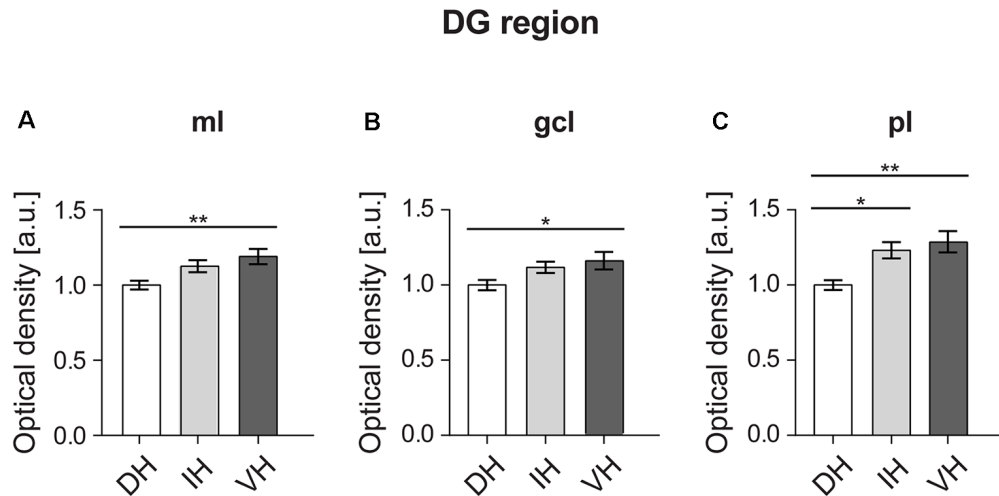 DG region
A
ml
Optical density [a.u.]
1.5
1.0
0.5
0.0
**
DH
IH
VH
B
gcl
Optical density [a.u.]
1.5
1.0
0.5
0.0
*
DH
IH
VH
C
pl
Optical density [a.u.]
1.5
1.0
0.5
0.0
**
*
DH
IH
VH